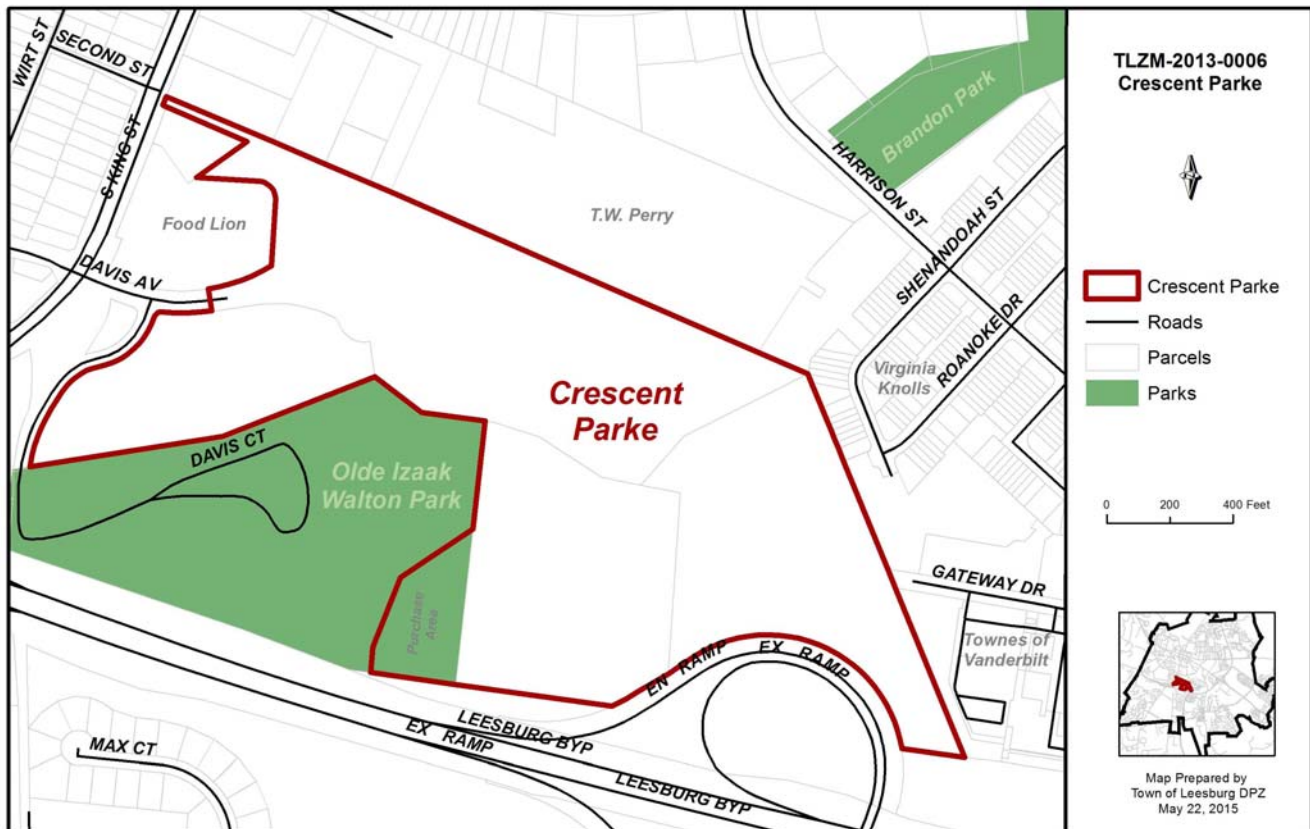 WIRT ST
SECOND ST
S KING ST
Food Lion
DAVIS AV
T.W. Perry
Brandon Park
HARRISON ST
SHENANDOAH ST
ROANOKE DR
Virginia
Knolls
Crescent
Parke
DAVIS CT
Olde Izaak
Walton Park
Purchase
Area
GATEWAY DR
Townes of
Vanderbilt
EN RAMP
EX RAMP
LEESBURG BYP
EX RAMP
LEESBURG BYP
MAX CT
TLZM-2013-0006
Crescent Parke
Crescent Parke
Roads
Parcels
Parks
0 200 400 Feet
Map Prepared by
Town of Leesburg DPZ
May 22, 2015